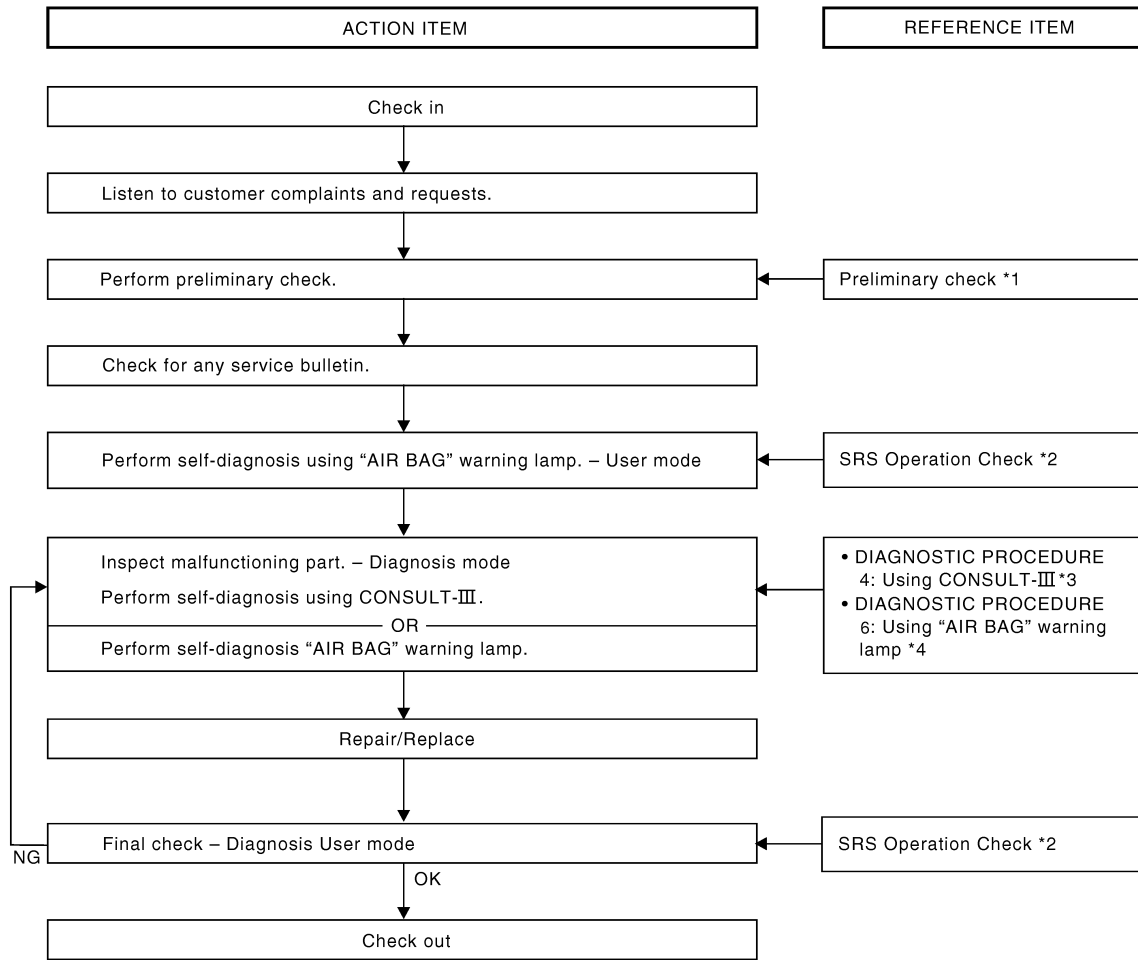 ACTION ITEM
REFERENCE ITEM
Check in
Listen to customer complaints and requests.
Perform preliminary check.
Preliminary check *1
Check for any service bulletin.
Perform self-diagnosis using “AIR BAG” warning lamp. – User mode
SRS Operation Check *2
Inspect malfunctioning part. – Diagnosis mode
Perform self-diagnosis using CONSULT-III.
OR
Perform self-diagnosis “AIR BAG” warning lamp.
• DIAGNOSTIC PROCEDURE
4: Using CONSULT-III *3
• DIAGNOSTIC PROCEDURE
6: Using “AIR BAG” warning
lamp *4
Repair/Replace
Final check – Diagnosis User mode
SRS Operation Check *2
NG
OK
Check out